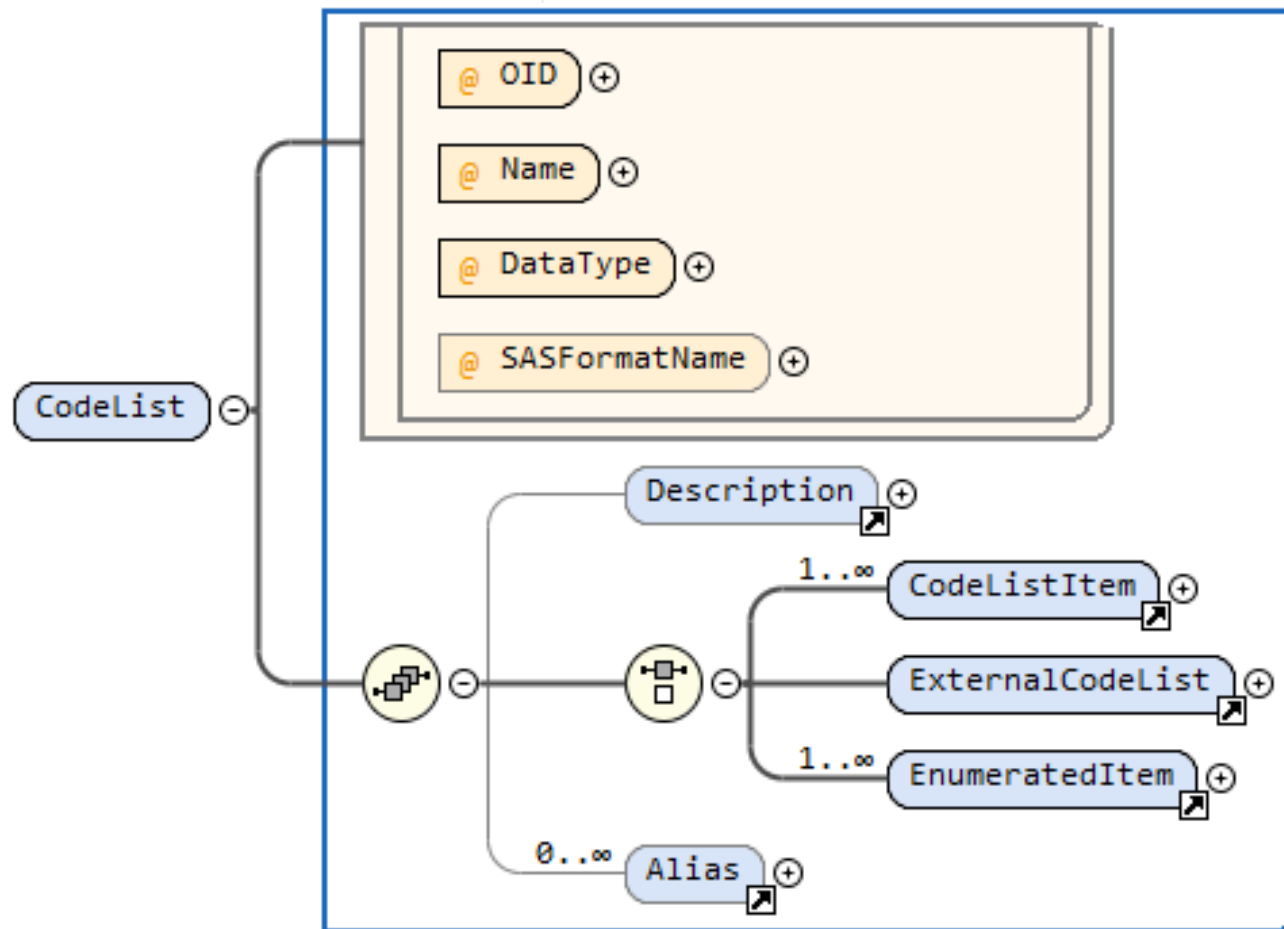 @ OID
@ Name
@ DataType
@ SASFormatName
CodeList
Description
1..∞ CodeListItem
ExternalCodeList
1..∞ EnumeratedItem
0..∞ Alias